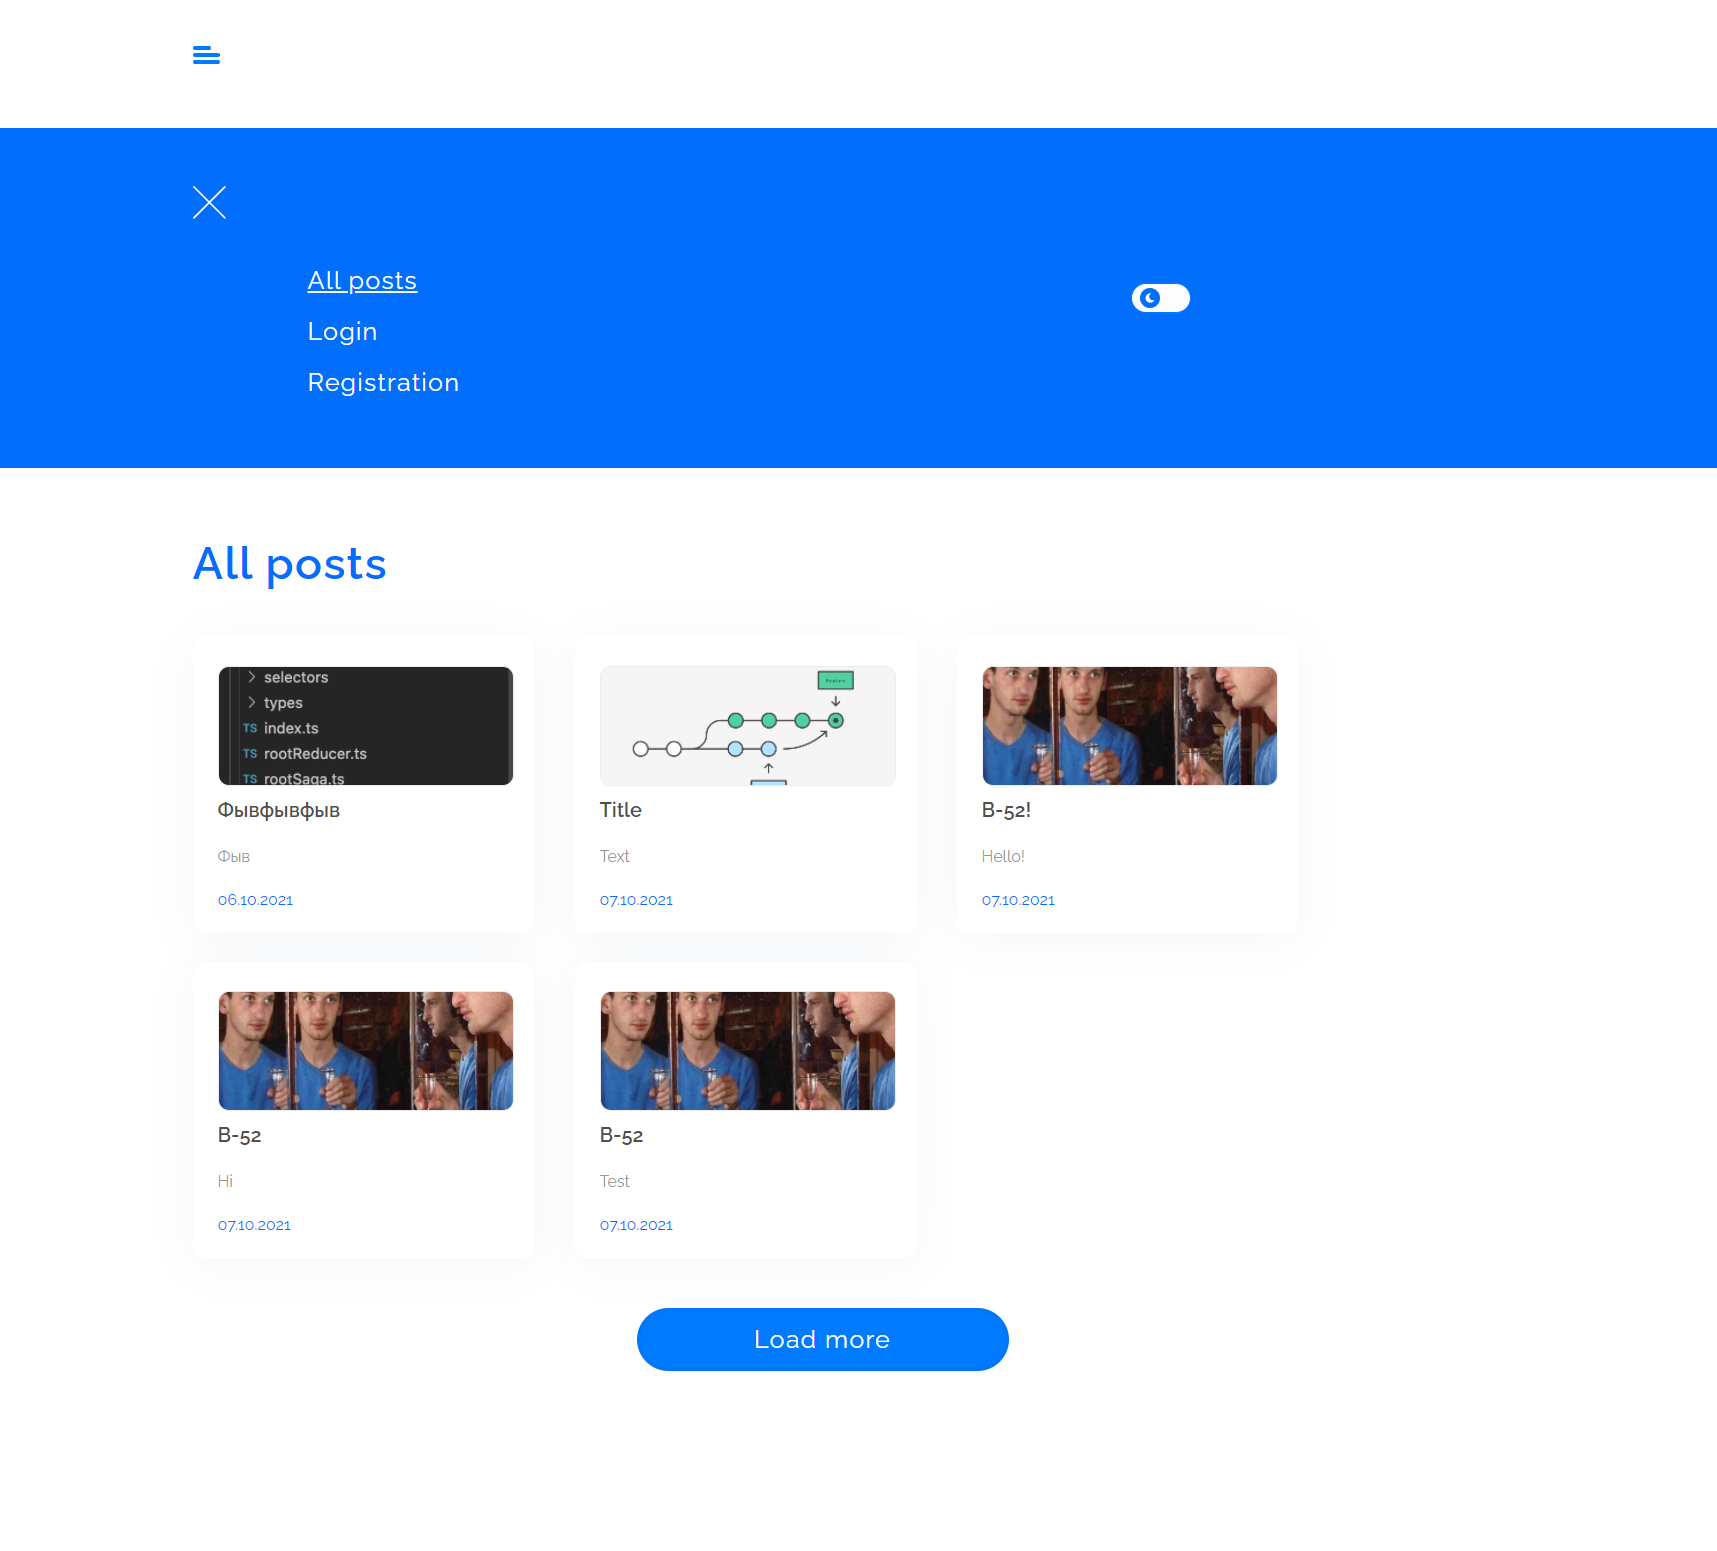 All posts
Login
Registration
All posts
selectors
types
TS index.ts
TS rootReducer.ts
TS rootSaga.ts
Фывфывфыв
Фыв
06.10.2021
Title
Text
07.10.2021
B-52!
Hello!
07.10.2021
B-52
Hi
07.10.2021
B-52
Test
07.10.2021
Load more